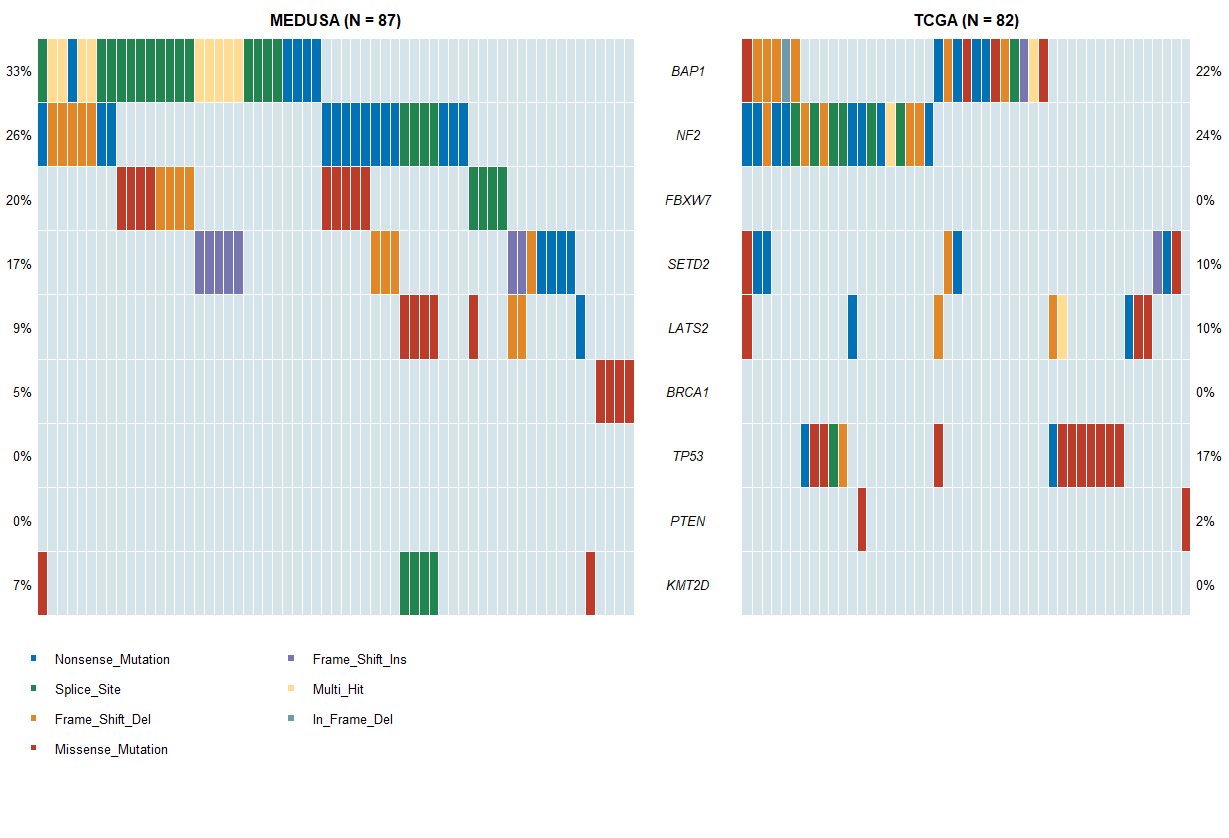 MEDUSA (N = 87) TCGA (N = 82)
33% BAP1 22%
26% NF2 24%
20% FBXW7 0%
17% SETD2 10%
9% LATS2 10%
5% BRCA1 0%
0% TP53 17%
0% PTEN 2%
7% KMT2D 0%
Nonsense_Mutation Frame_Shift_Ins
Splice_Site Multi_Hit
Frame_Shift_Del In_Frame_Del
Missense_Mutation